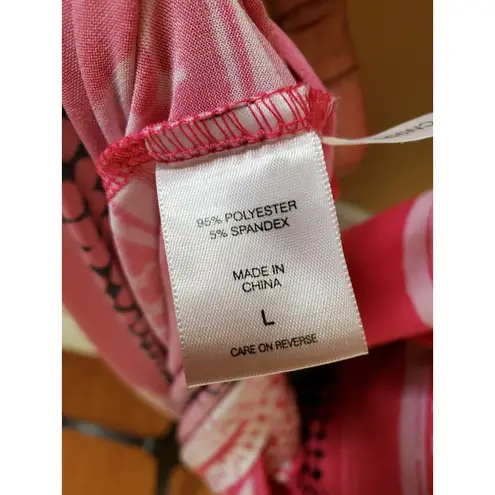 95% POLYESTER
5% SPANDEX
MADE IN
CHINA
L
CARE ON REVERSE